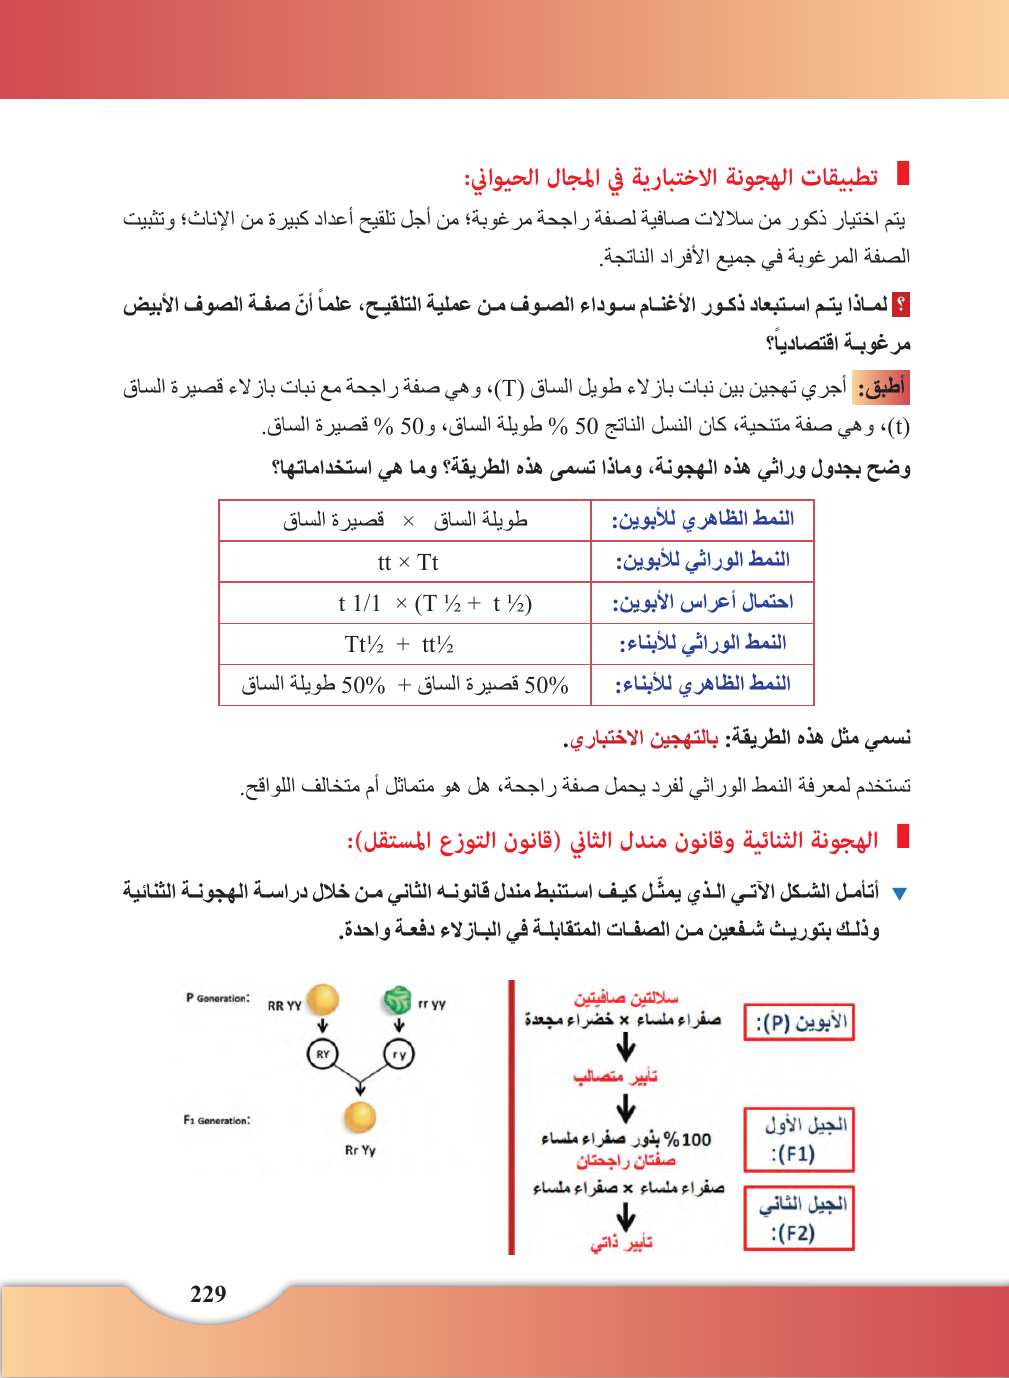 تطبيقات الهجونة الاختبارية في المجال الحيواني:
يتم اختيار ذكور من سلالات صافية لصفة راجحة مرغوبة؛ من أجل تلقيح أعداد كبيرة من الإناث؛ وتثبيت
الصفة المرغوبة في جميع الأفراد الناتجة.
؟ لماذا يتم استبعاد ذكور الأغنام سوداء الصوف من عملية التلقيح، علماً أنّ صفة الصوف الأبيض
مرغوبة اقتصادياً؟
أطبق: أجري تهجين بين نبات بازلاء طويل الساق (T)، وهي صفة راجحة مع نبات بازلاء قصيرة الساق
(t)، وهي صفة متنحية، كان النسل الناتج 50 % طويلة الساق، و50 % قصيرة الساق.
وضح بجدول وراثي هذه الهجونة، وماذا تسمى هذه الطريقة؟ وما هي استخداماتها؟
النمط الظاهري للأبوين: طويلة الساق × قصيرة الساق
النمط الوراثي للأبوين: tt × Tt
احتمال أعراس الأبوين: t 1/1 × (T ½ + t ½)
النمط الوراثي للأبناء: Tt½ + tt½
النمط الظاهري للأبناء: 50% قصيرة الساق + 50% طويلة الساق
نسمي مثل هذه الطريقة: بالتهجين الاختباري.
تستخدم لمعرفة النمط الوراثي لفرد يحمل صفة راجحة، هل هو متماثل أم متخالف اللواقح.
الهجونة الثنائية وقانون مندل الثاني (قانون التوزع المستقل):
أتأمل الشكل الآتي الذي يمثّل كيف استنبط مندل قانونه الثاني من خلال دراسة الهجونة الثنائية
وذلك بتوريث شفعين من الصفات المتقابلة في البازلاء دفعة واحدة.
الأبوين (P):
سلالتين صافيتين
صفراء ملساء × خضراء مجعدة
تأبير متصالب
الجيل الأول
(F1):
100% بذور صفراء ملساء
صفتان راجحتان
الجيل الثاني
(F2):
صفراء ملساء × صفراء ملساء
تأبير ذاتي
P Generation: RR YY rr yy
RY ry
F1 Generation:
Rr Yy
229